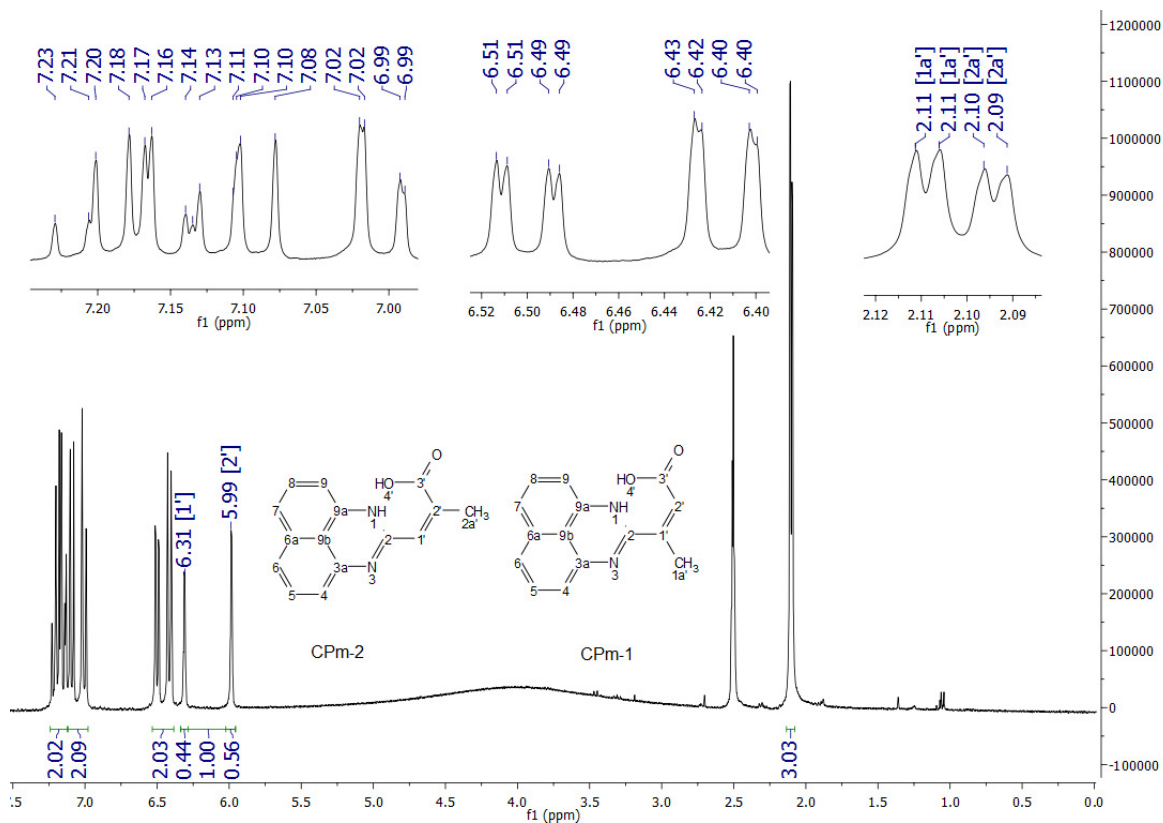 7.23 7.21 7.20 7.18 7.17 7.16 7.14 7.13 7.11 7.10 7.10 7.08 7.02 7.02 6.99 6.99
6.51 6.51 6.49 6.49 6.43 6.42 6.40 6.40
2.11 [1a'] 2.11 [1a'] 2.10 [2a'] 2.09 [2a']
7.20 7.15 7.10 7.05 7.00
f1 (ppm)
6.52 6.50 6.48 6.46 6.44 6.42 6.40
f1 (ppm)
2.12 2.11 2.10 2.09
f1 (ppm)
1200000
1100000
1000000
900000
800000
700000
600000
500000
400000
300000
200000
100000
0
-100000
6.31 [1']
5.99 [2']
O
OH
4'
3'
8
9
7
9a
NH
1
2'
CH3
2a'
6a
9b
2
1'
6
3a
N
3
5
4
CPm-2
O
HO
4'
3'
8
9
7
9a
NH
1
2'
6a
9b
2
1'
6
3a
N
3
CH3
1a'
5
4
CPm-1
2.02 2.09 2.03 0.44 1.00 0.56 3.03
7.5 7.0 6.5 6.0 5.5 5.0 4.5 4.0 3.5 3.0 2.5 2.0 1.5 1.0 0.5 0.0
f1 (ppm)